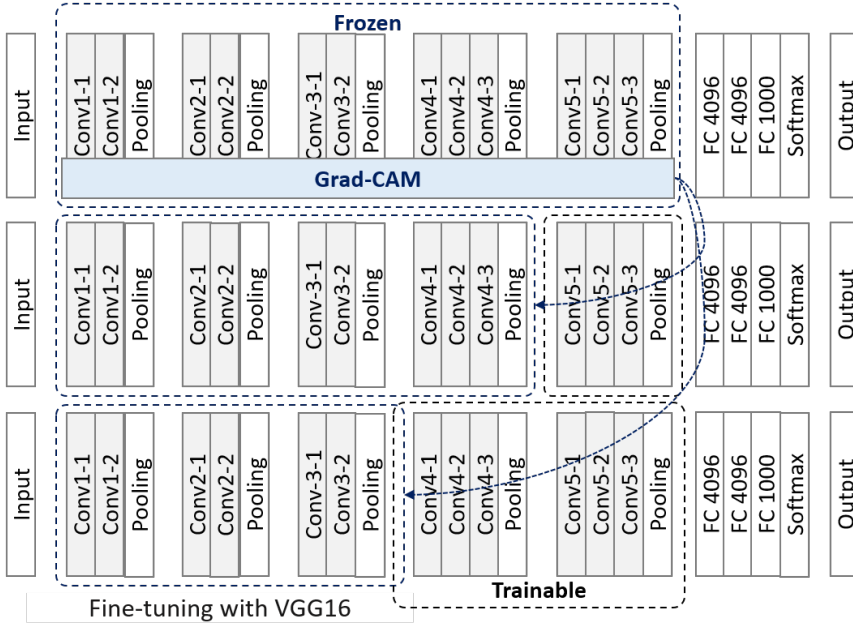 Frozen
Input
Conv1-1
Conv1-2
Pooling
Conv2-1
Conv2-2
Pooling
Conv-3-1
Conv3-2
Pooling
Conv4-1
Conv4-2
Conv4-3
Pooling
Conv5-1
Conv5-2
Conv5-3
Pooling
FC 4096
FC 4096
FC 1000
Softmax
Output
Grad-CAM
Input
Conv1-1
Conv1-2
Pooling
Conv2-1
Conv2-2
Pooling
Conv-3-1
Conv3-2
Pooling
Conv4-1
Conv4-2
Conv4-3
Pooling
Conv5-1
Conv5-2
Conv5-3
Pooling
FC 4096
FC 4096
FC 1000
Softmax
Output
Input
Conv1-1
Conv1-2
Pooling
Conv2-1
Conv2-2
Pooling
Conv-3-1
Conv3-2
Pooling
Conv4-1
Conv4-2
Conv4-3
Pooling
Conv5-1
Conv5-2
Conv5-3
Pooling
FC 4096
FC 4096
FC 1000
Softmax
Output
Trainable
Fine-tuning with VGG16